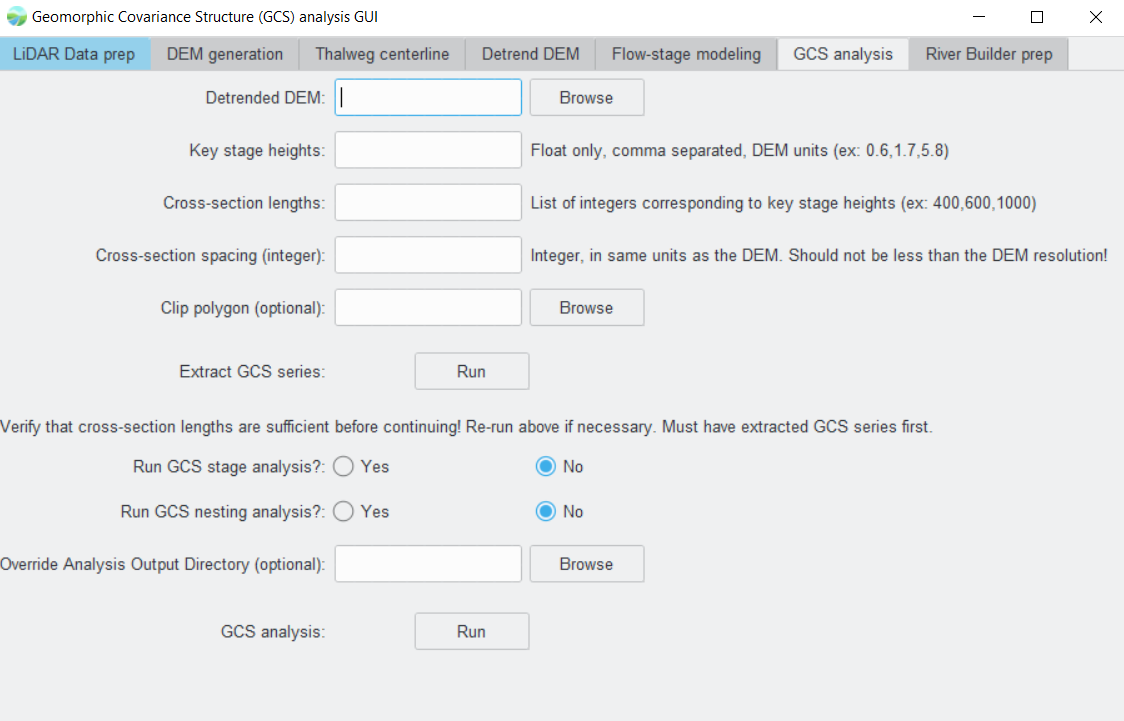 Geomorphic Covariance Structure (GCS) analysis GUI
LiDAR Data prep DEM generation Thalweg centerline Detrend DEM Flow-stage modeling GCS analysis River Builder prep
Detrended DEM: Browse
Key stage heights: Float only, comma separated, DEM units (ex: 0.6,1.7,5.8)
Cross-section lengths: List of integers corresponding to key stage heights (ex: 400,600,1000)
Cross-section spacing (integer): Integer, in same units as the DEM. Should not be less than the DEM resolution!
Clip polygon (optional): Browse
Extract GCS series: Run
Verify that cross-section lengths are sufficient before continuing! Re-run above if necessary. Must have extracted GCS series first.
Run GCS stage analysis?: Yes No
Run GCS nesting analysis?: Yes No
Override Analysis Output Directory (optional): Browse
GCS analysis: Run